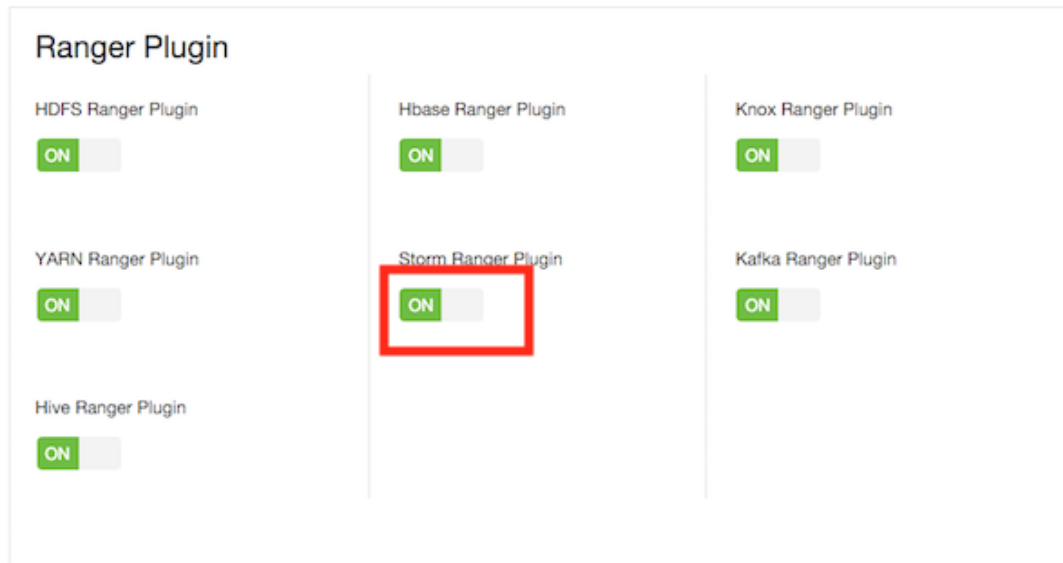 Ranger Plugin
HDFS Ranger Plugin
ON
Hbase Ranger Plugin
ON
Knox Ranger Plugin
ON
YARN Ranger Plugin
ON
Storm Ranger Plugin
ON
Kafka Ranger Plugin
ON
Hive Ranger Plugin
ON